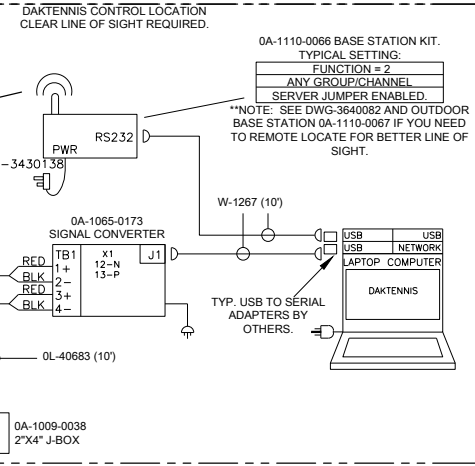 DAKTENNIS CONTROL LOCATION
CLEAR LINE OF SIGHT REQUIRED.
0A-1110-0066 BASE STATION KIT.
TYPICAL SETTING:
FUNCTION = 2
ANY GROUP/CHANNEL
SERVER JUMPER ENABLED.
**NOTE: SEE DWG-3640082 AND OUTDOOR
BASE STATION 0A-1110-0067 IF YOU NEED
TO REMOTE LOCATE FOR BETTER LINE OF
SIGHT.
RS232
PWR
-3430138
W-1267 (10')
0A-1065-0173
SIGNAL CONVERTER
TB1
X1
J1
12-N
13-P
RED
1+
BLK
2-
RED
3+
BLK
4-
USB
USB
USB
NETWORK
LAPTOP COMPUTER
DAKTENNIS
TYP. USB TO SERIAL
ADAPTERS BY
OTHERS.
0L-40683 (10')
0A-1009-0038
2"X4" J-BOX